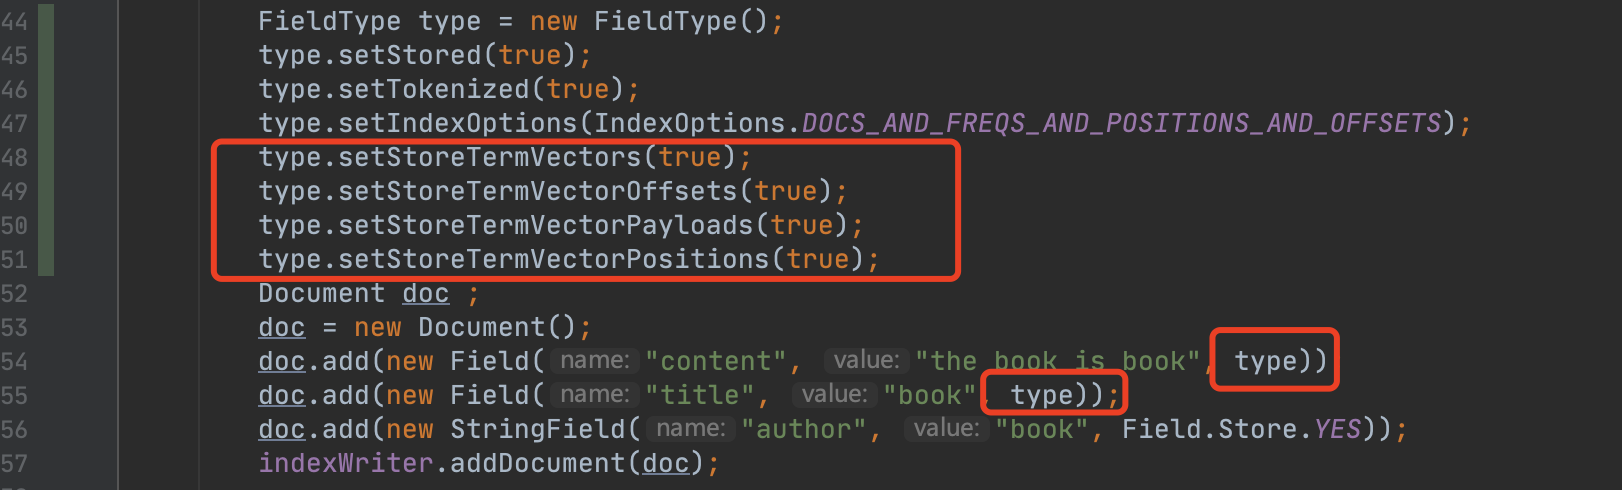 44 FieldType type = new FieldType();
45 type.setStored(true);
46 type.setTokenized(true);
47 type.setIndexOptions(IndexOptions.DOCS_AND_FREQS_AND_POSITIONS_AND_OFFSETS);
48 type.setStoreTermVectors(true);
49 type.setStoreTermVectorOffsets(true);
50 type.setStoreTermVectorPayloads(true);
51 type.setStoreTermVectorPositions(true);
52 Document doc ;
53 doc = new Document();
54 doc.add(new Field( name: "content", value: "the book is book", type))
55 doc.add(new Field( name: "title", value: "book", type));
56 doc.add(new StringField( name: "author", value: "book", Field.Store.YES));
57 indexWriter.addDocument(doc);